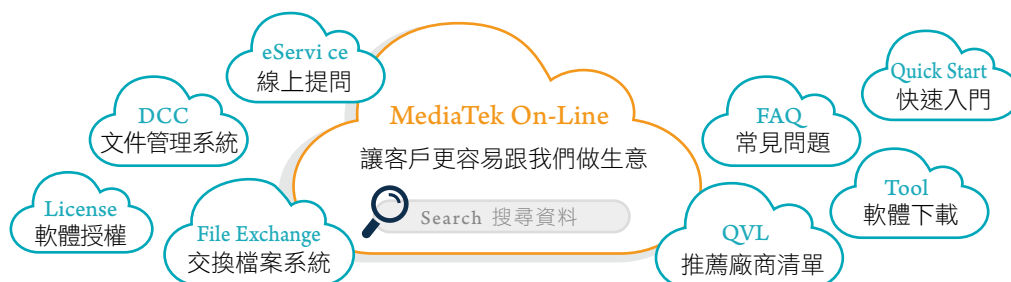 eServi ce
線上提問
DCC
文件管理系統
License
軟體授權
File Exchange
交換檔案系統
MediaTek On-Line
讓客戶更容易跟我們做生意
Search 搜尋資料
FAQ
常見問題
Quick Start
快速入門
Tool
軟體下載
QVL
推薦廠商清單